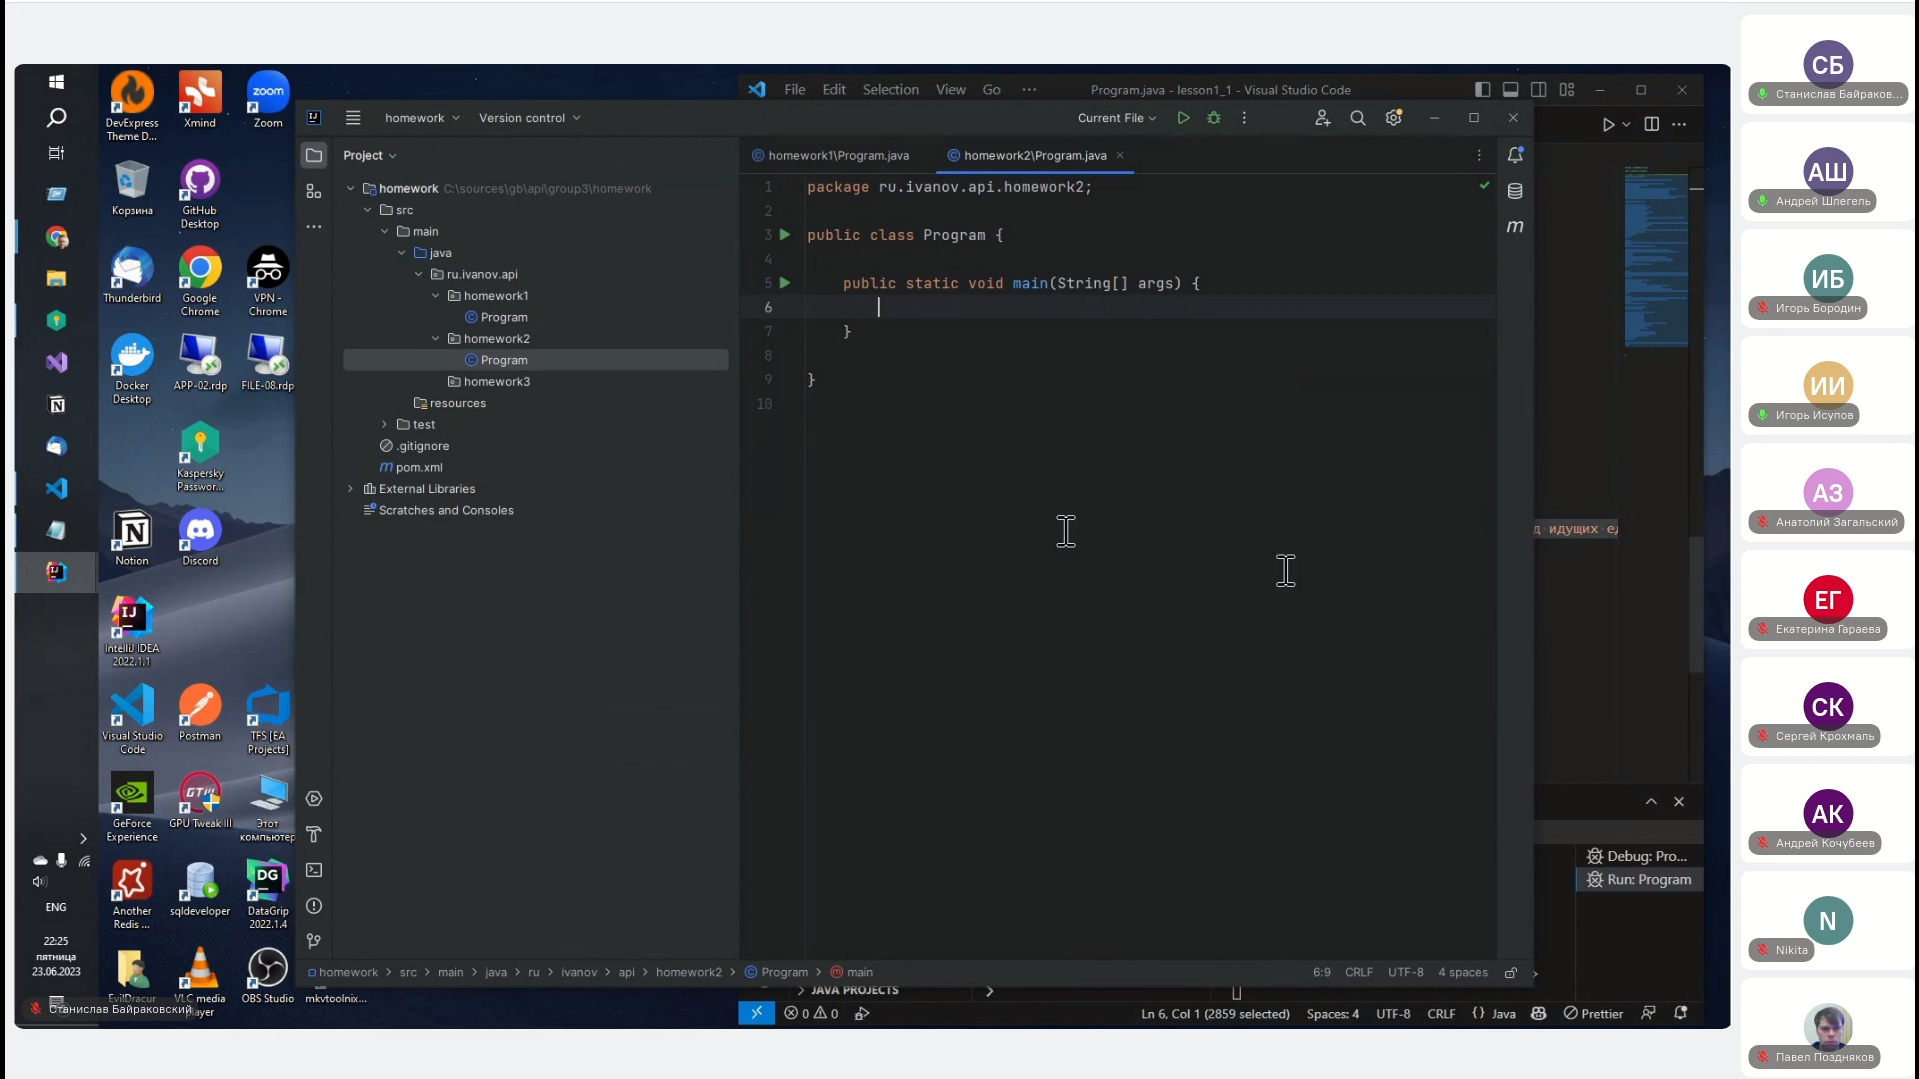 DevExpress
Theme D...
Xmind
zoom
Zoom
Корзина
GitHub
Desktop
Thunderbird
Google
Chrome
VPN -
Chrome
Docker
Desktop
APP-02.rdp
FILE-08.rdp
Kaspersky
Passwor...
Notion
Discord
IntelliJ IDEA
2022.1.1
Visual Studio
Code
Postman
TFS [EA
Projects]
GeForce
Experience
GPU Tweak III
Этот
компьютер
Another
Redis ...
sqldeveloper
DataGrip
2022.1.4
EvilDracur
VLC media
player
OBS Studio
mkvtoolnix...
ENG
22:25
пятница
23.06.2023
Станислав Байраковский
File Edit Selection View Go ··· Program.java - lesson1_1 - Visual Studio Code
homework Version control Current File
Project
homework C:\sources\gb\api\group3\homework
src
main
java
ru.ivanov.api
homework1
Program
homework2
Program
homework3
resources
test
.gitignore
pom.xml
External Libraries
Scratches and Consoles
homework1\Program.java homework2\Program.java
1 package ru.ivanov.api.homework2;
2
3 public class Program {
4
5 public static void main(String[] args) {
6
7 }
8
9 }
10
m
д идущих
homework > src > main > java > ru > ivanov > api > homework2 > Program > main 6:9 CRLF UTF-8 4 spaces
Debug: Pro...
Run: Program
JAVA PROJECTS
0 0 Ln 6, Col 1 (2859 selected) Spaces: 4 UTF-8 CRLF {} Java Prettier
СБ
Станислав Байраков...
АШ
Андрей Шлегель
ИБ
Игорь Бородин
ИИ
Игорь Исупов
АЗ
Анатолий Загальский
ЕГ
Екатерина Гараева
СК
Сергей Крохмаль
АК
Андрей Кочубеев
N
Nikita
Павел Поздняков